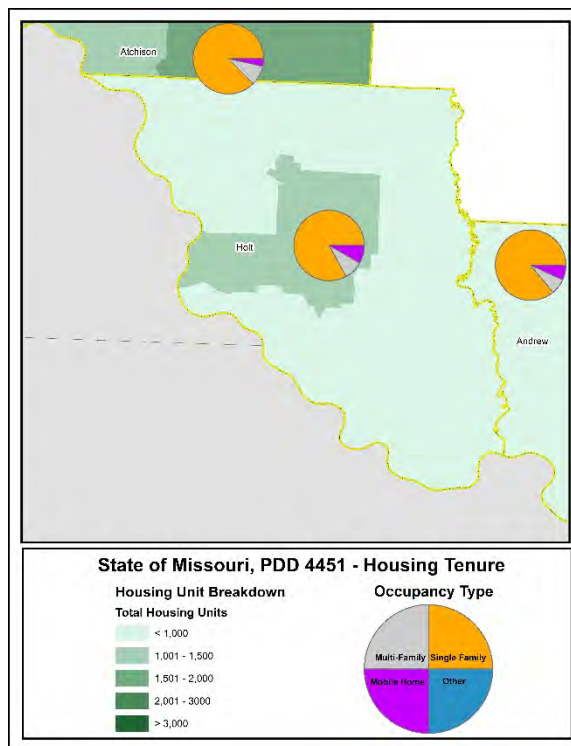 Atchison
Holt
Andrew
State of Missouri, PDD 4451 - Housing Tenure
Housing Unit Breakdown
Total Housing Units
< 1,000
1,001 - 1,500
1,501 - 2,000
2,001 - 3000
> 3,000
Occupancy Type
Multi-Family
Single Family
Mobile Home
Other